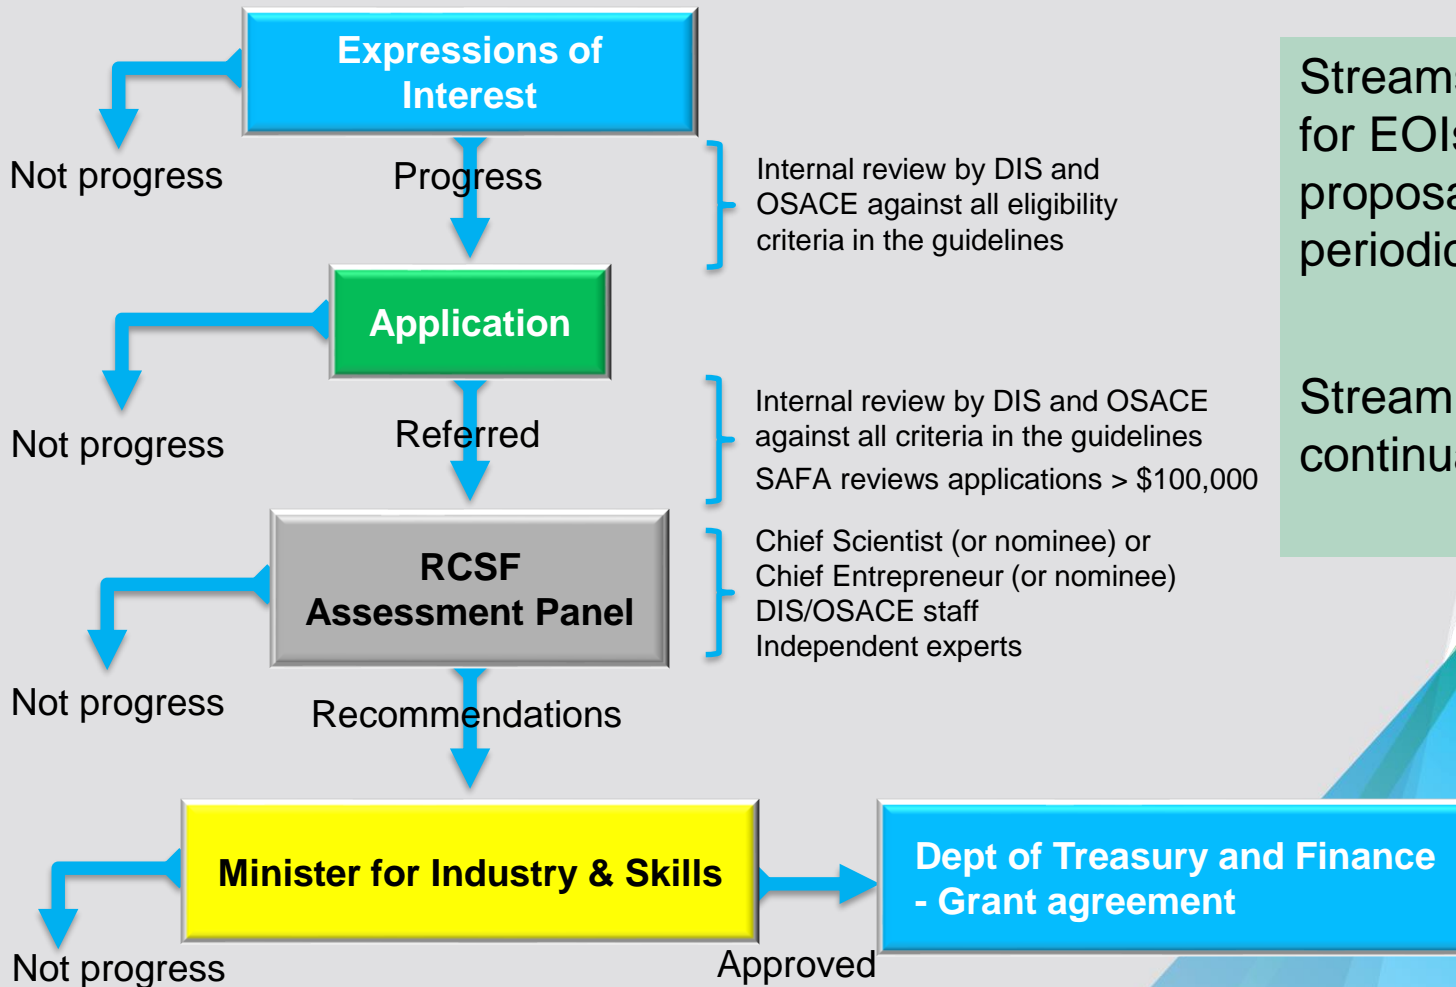 Expressions of
Interest
Not progress
Progress
Internal review by DIS and
OSACE against all eligibility
criteria in the guidelines
Application
Not progress
Referred
Internal review by DIS and OSACE
against all criteria in the guidelines
SAFA reviews applications > $100,000
RCSF
Assessment Panel
Chief Scientist (or nominee) or
Chief Entrepreneur (or nominee)
DIS/OSACE staff
Independent experts
Not progress
Recommendations
Minister for Industry & Skills
Not progress
Approved
Dept of Treasury and Finance
- Grant agreement
for
Stream